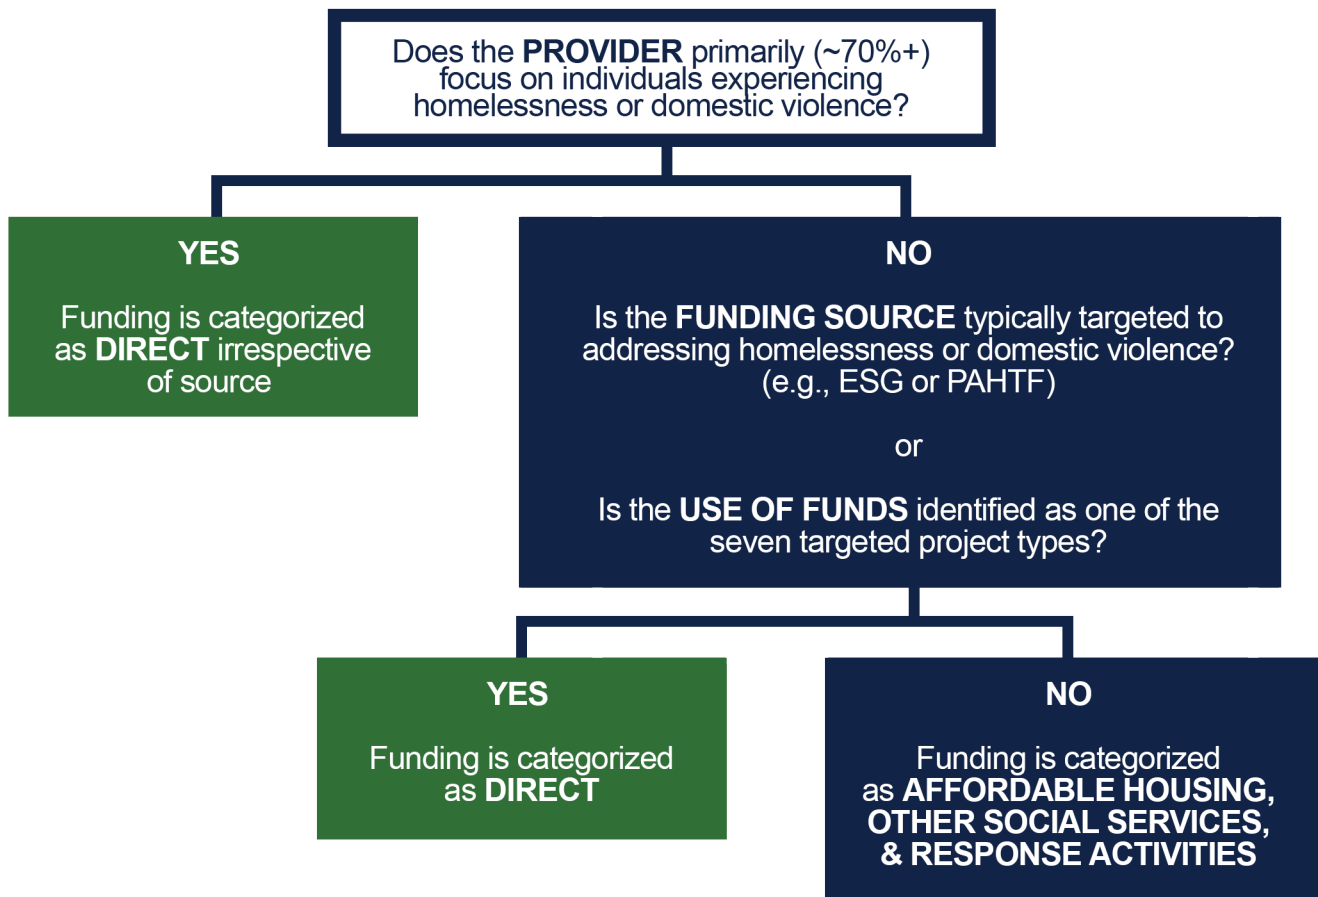 Does the PROVIDER primarily (~70%+)
focus on individuals experiencing
homelessness or domestic violence?
YES
Funding is categorized
as DIRECT irrespective
of source
NO
Is the FUNDING SOURCE typically targeted to
addressing homelessness or domestic violence?
(e.g., ESG or PAHTF)
or
Is the USE OF FUNDS identified as one of the
seven targeted project types?
YES
Funding is categorized
as DIRECT
NO
Funding is categorized
as AFFORDABLE HOUSING,
OTHER SOCIAL SERVICES,
& RESPONSE ACTIVITIES